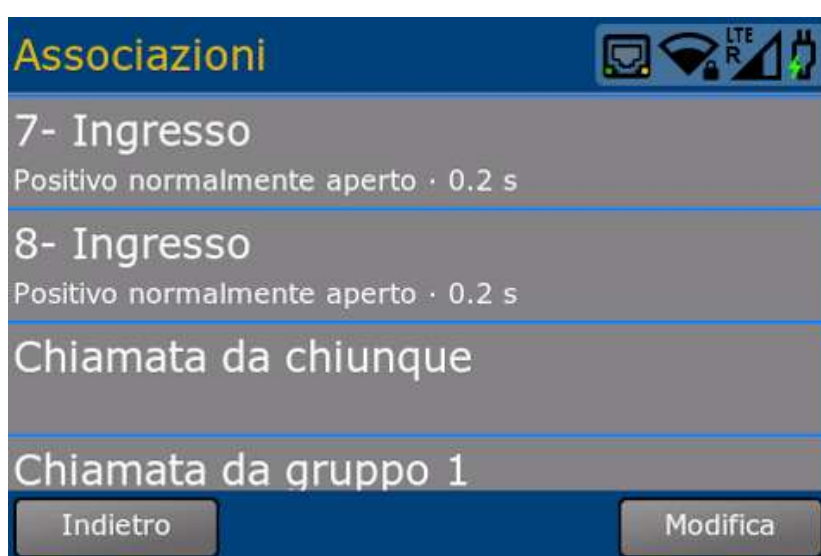 Associazioni
LTE
R
7- Ingresso
Positivo normalmente aperto · 0.2 s
8- Ingresso
Positivo normalmente aperto · 0.2 s
Chiamata da chiunque
Chiamata da gruppo 1
Indietro
Modifica